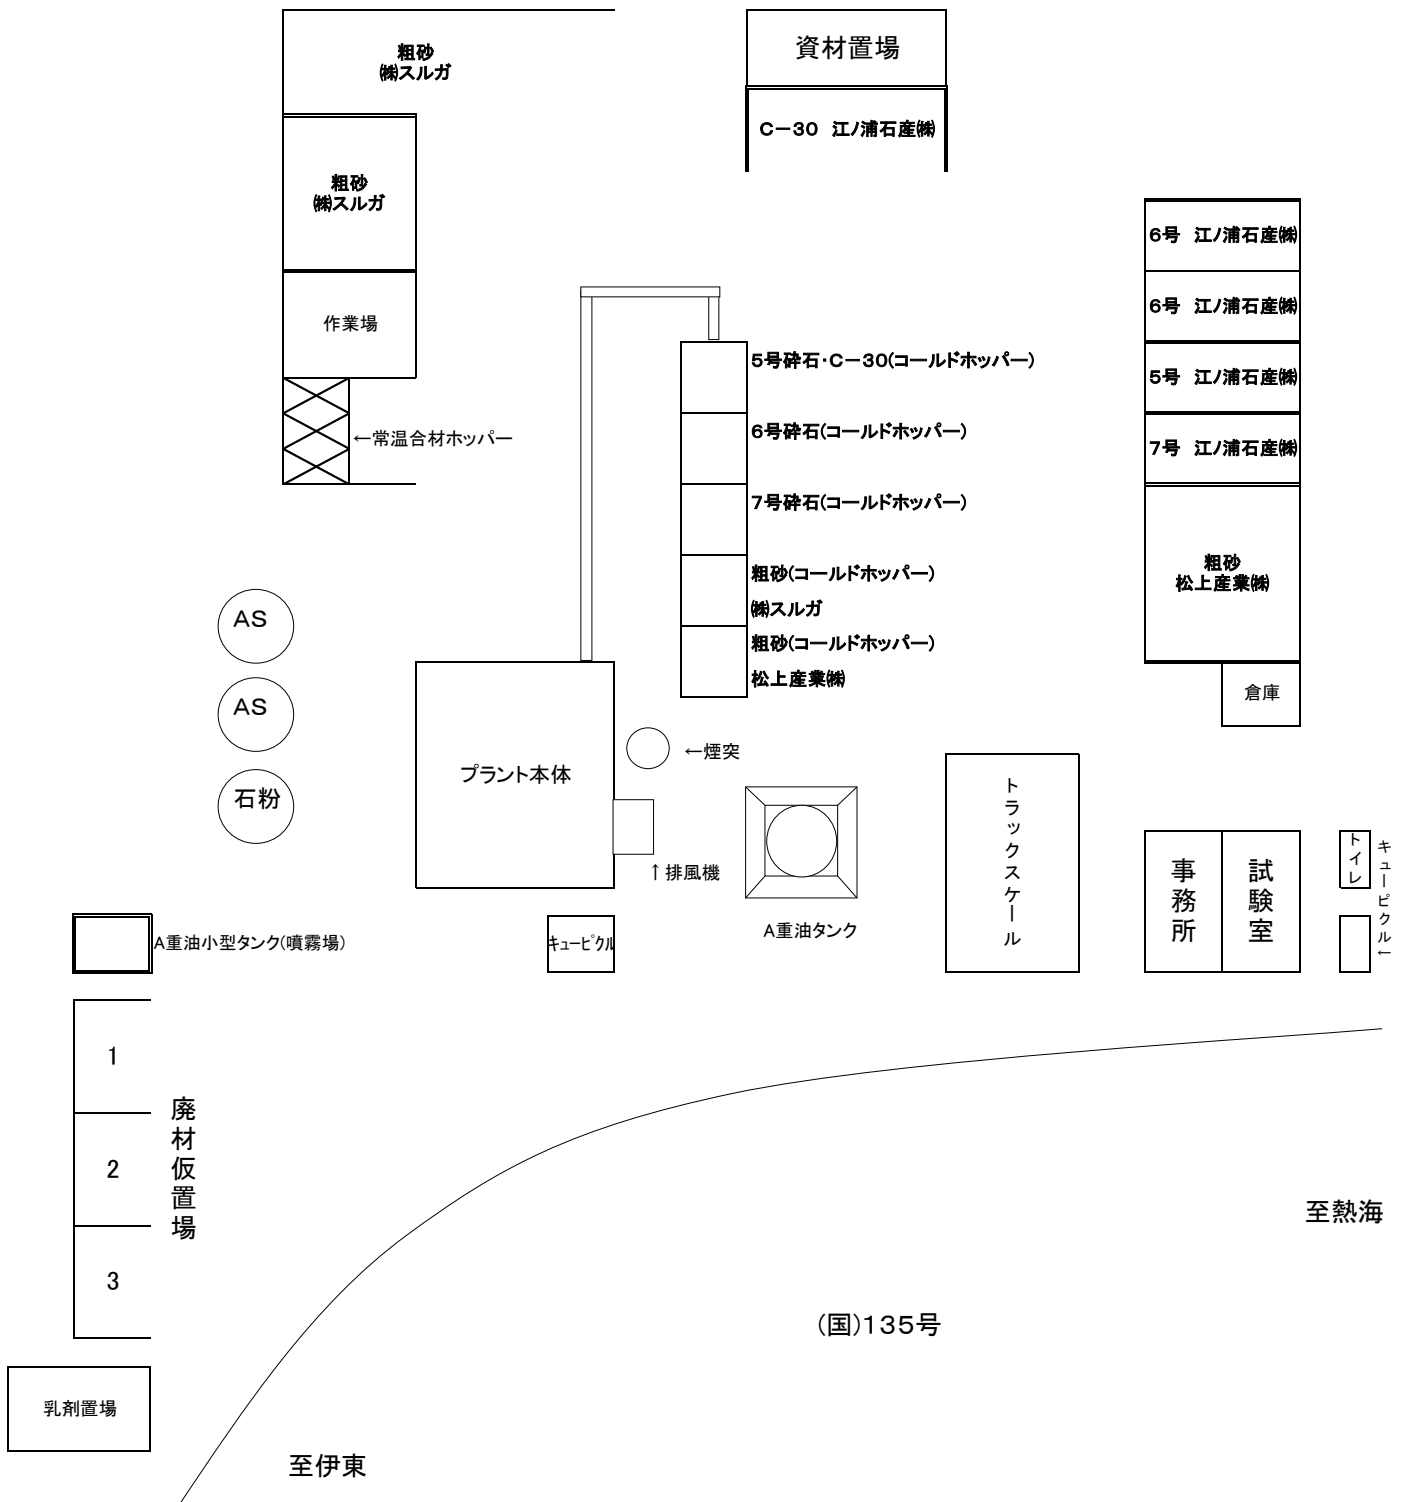 粗砂
㈱スルガ
資材置場
C－30　江ノ浦石産㈱
粗砂
㈱スルガ
6号　江ノ浦石産㈱
6号　江ノ浦石産㈱
5号　江ノ浦石産㈱
7号　江ノ浦石産㈱
粗砂
松上産業㈱
倉庫
作業場
←常温合材ホッパー
5号砕石・C－30(コールドホッパー)
6号砕石(コールドホッパー)
7号砕石(コールドホッパー)
粗砂(コールドホッパー)
㈱スルガ
粗砂(コールドホッパー)
松上産業㈱
AS
AS
石粉
プラント本体
←煙突
↑排風機
A重油タンク
トラックスケール
事務所
試験室
トイレ
キュービクル←
A重油小型タンク(噴霧場)
ｷｭｰﾋﾞｸﾙ
1
2
3
廃材仮置場
乳剤置場
至熱海
(国)135号
至伊東